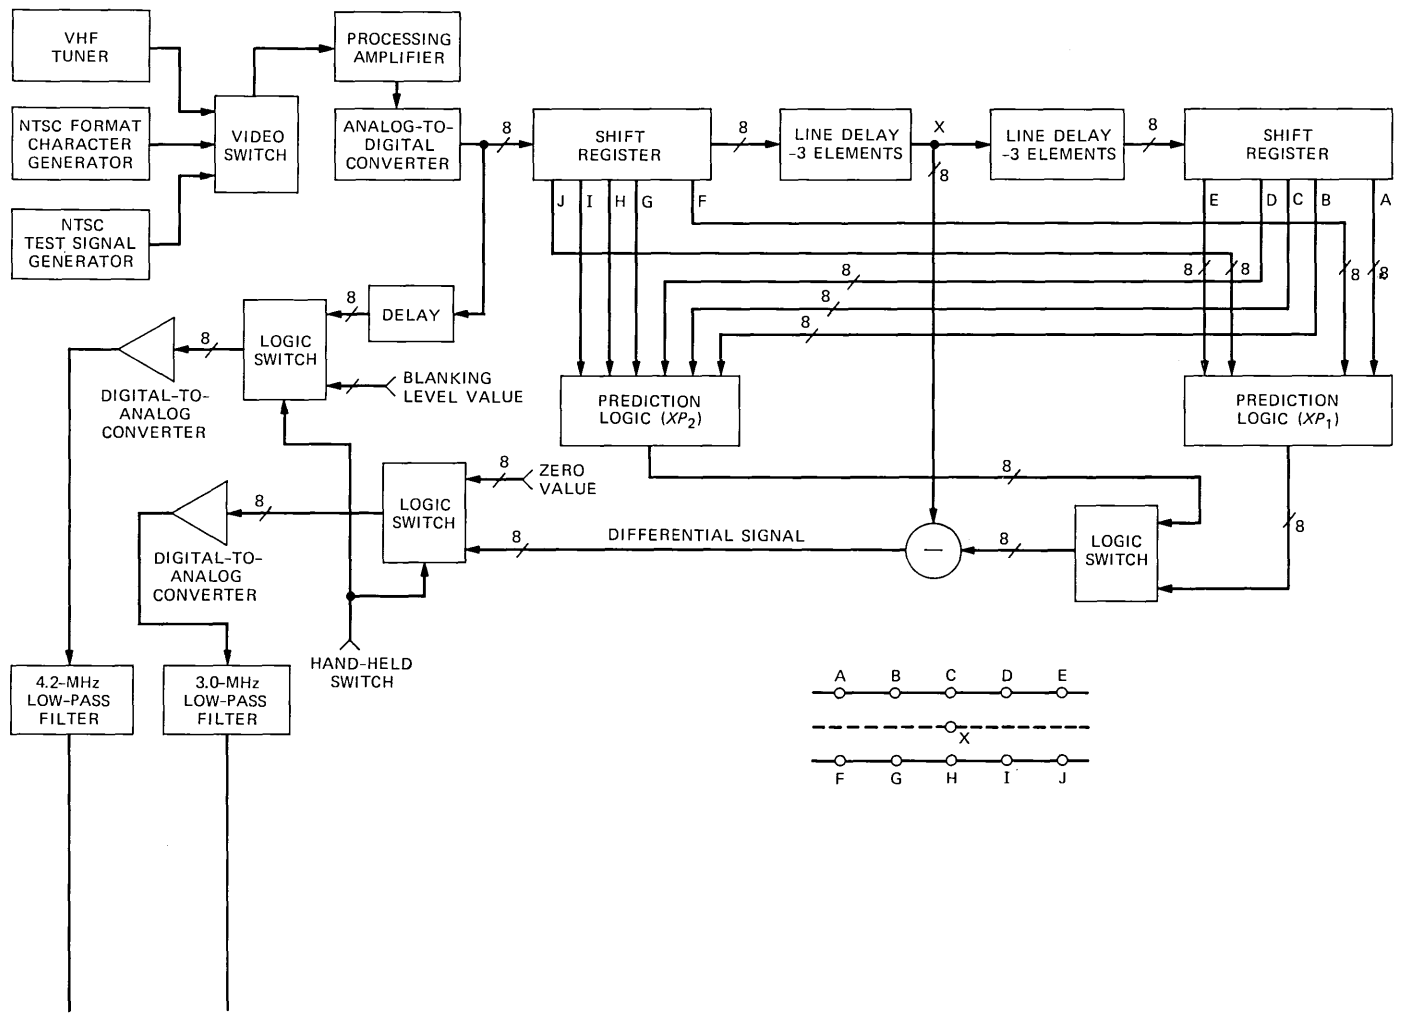 VHF
TUNER
NTSC FORMAT
CHARACTER
GENERATOR
NTSC
TEST SIGNAL
GENERATOR
VIDEO
SWITCH
PROCESSING
AMPLIFIER
ANALOG-TO-
DIGITAL
CONVERTER
8
SHIFT
REGISTER
8
LINE DELAY
-3 ELEMENTS
X
8
LINE DELAY
-3 ELEMENTS
8
SHIFT
REGISTER
J
I
H
G
F
E
D
C
B
A
8
8
8
8
8
8
8
DELAY
8
LOGIC
SWITCH
8
DIGITAL-TO-
ANALOG
CONVERTER
BLANKING
LEVEL VALUE
PREDICTION
LOGIC (XP2)
PREDICTION
LOGIC (XP1)
8
8
LOGIC
SWITCH
8
ZERO
VALUE
LOGIC
SWITCH
8
DIFFERENTIAL SIGNAL
–
8
8
DIGITAL-TO-
ANALOG
CONVERTER
HAND-HELD
SWITCH
4.2-MHz
LOW-PASS
FILTER
3.0-MHz
LOW-PASS
FILTER
A B C D E
X
F G H I J